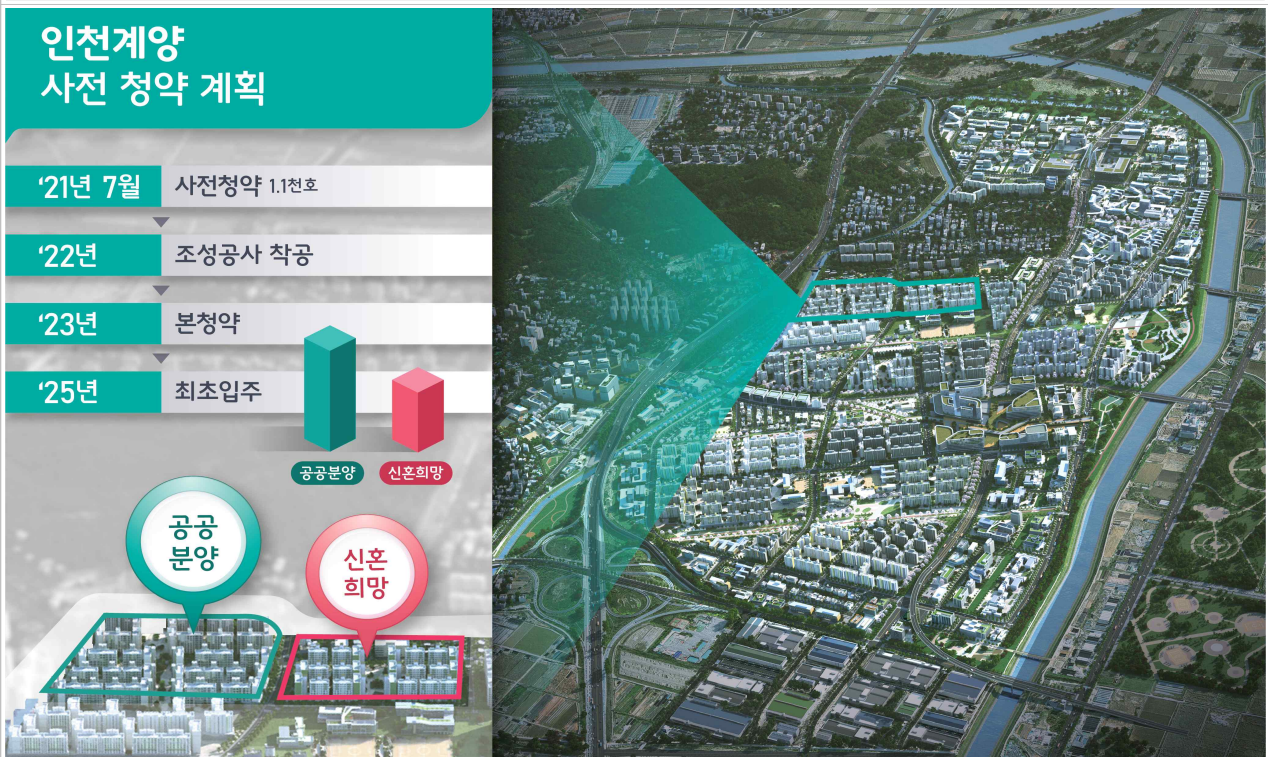 인천계양
사전 청약 계획
‘21년 7월 사전청약 1.1천호
‘22년 조성공사 착공
‘23년 본청약
‘25년 최초입주
공공분양 신혼희망
공공
분양
신혼
희망